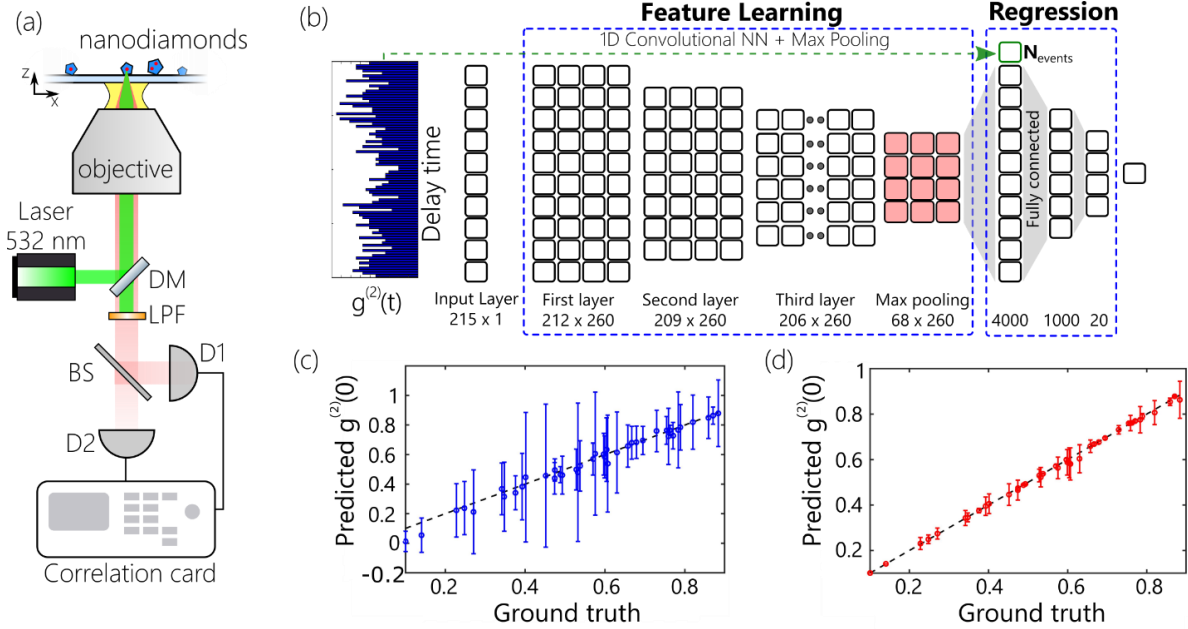 (a)
nanodiamonds
z
x
objective
Laser
532 nm
DM
LPF
BS
D1
D2
Correlation card
(b)
Feature Learning
Regression
1D Convolutional NN + Max Pooling
N_events
Delay time
Fully connected
g^(2)(t)
Input Layer
215 x 1
First layer
212 x 260
Second layer
209 x 260
Third layer
206 x 260
Max pooling
68 x 260
4000
1000
20
(c)
Predicted g^(2)(0)
1
0.8
0.6
0.4
0.2
0
-0.2
0.2
0.4
0.6
0.8
Ground truth
(d)
Predicted g^(2)(0)
1
0.8
0.6
0.4
0.2
0.2
0.4
0.6
0.8
Ground truth